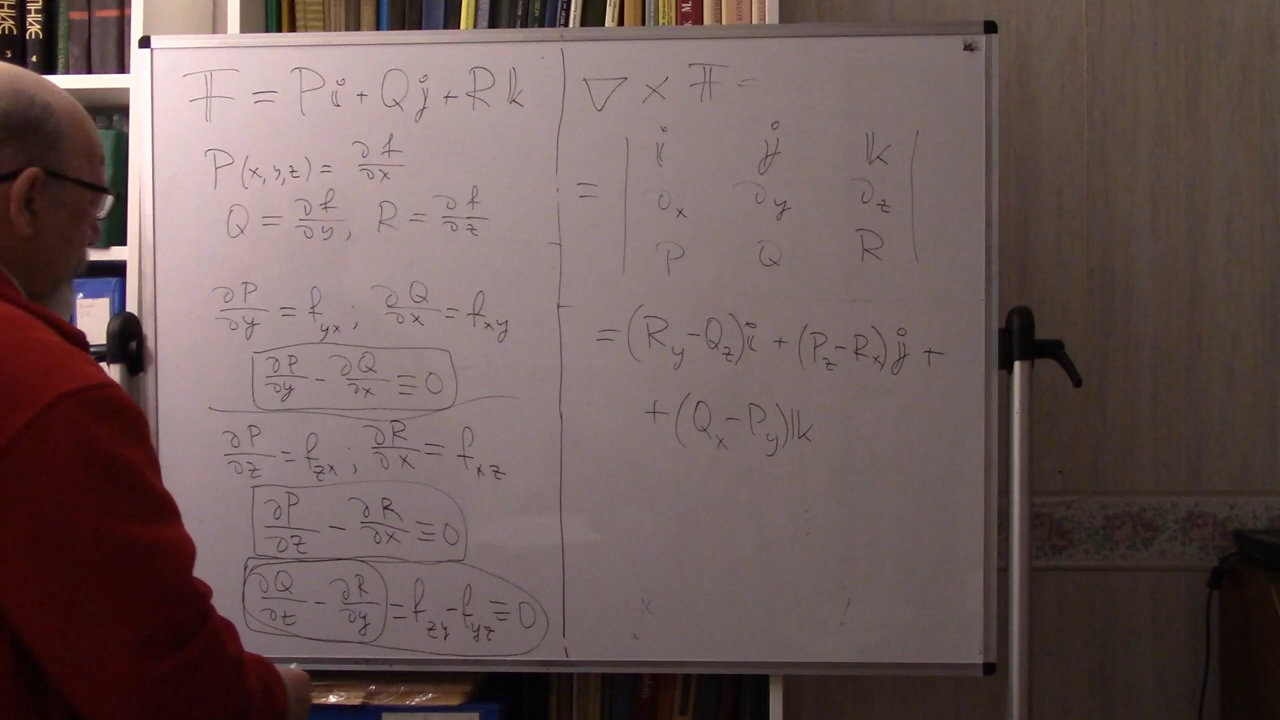 𝔽 = P𝕚 + Q𝕛 + R𝕜
P(x,y,z) = ∂f/∂x
Q = ∂f/∂y, R = ∂f/∂z
∂P/∂y = f_yx; ∂Q/∂x = f_xy
∂P/∂y − ∂Q/∂x ≡ 0
∂P/∂z = f_zx; ∂R/∂x = f_xz
∂P/∂z − ∂R/∂x ≡ 0
∂Q/∂z − ∂R/∂y = f_zy − f_yz ≡ 0
∇ × 𝔽 =
= | 𝕚 𝕛 𝕜 |
| ∂x ∂y ∂z |
| P Q R |
= (R_y − Q_z)𝕚 + (P_z − R_x)𝕛 +
+ (Q_x − P_y)𝕜